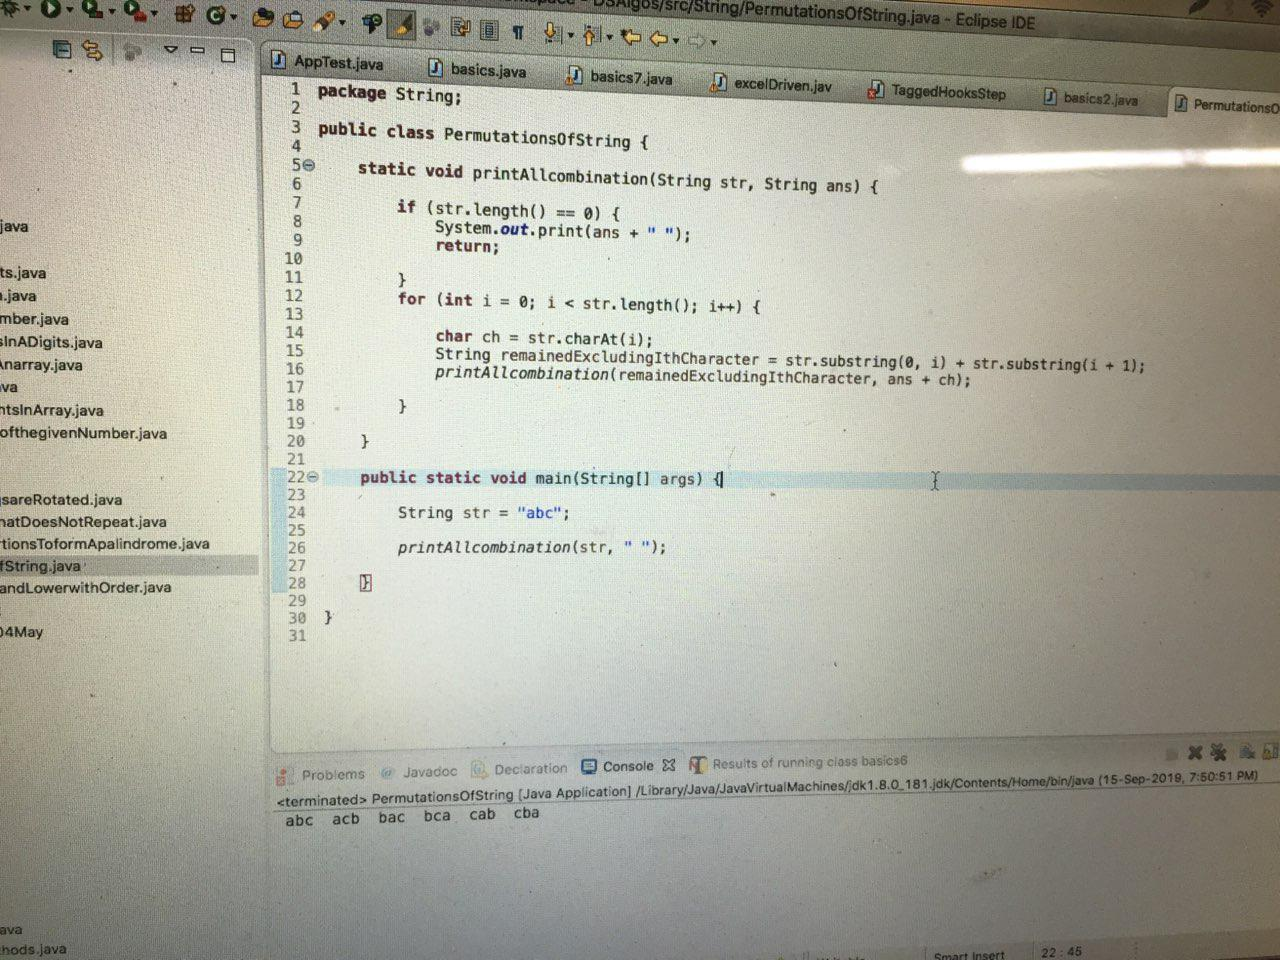 DSAlgos/src/String/PermutationsOfString.java - Eclipse IDE
AppTest.java basics.java basics7.java excelDriven.jav TaggedHooksStep basics2.java PermutationsO
1 package String;
2
3 public class PermutationsOfString {
4
5 static void printAllcombination(String str, String ans) {
6
7 if (str.length() == 0) {
8 System.out.print(ans + " ");
9 return;
10
11 }
12 for (int i = 0; i < str.length(); i++) {
13
14 char ch = str.charAt(i);
15 String remainedExcludingIthCharacter = str.substring(0, i) + str.substring(i + 1);
16 printAllcombination(remainedExcludingIthCharacter, ans + ch);
17
18 }
19
20 }
21
22 public static void main(String[] args) {
23
24 String str = "abc";
25
26 printAllcombination(str, " ");
27
28 }
29
30 }
31
java
ts.java
n.java
mber.java
sInADigits.java
Anarray.java
va
ntsInArray.java
ofthegivenNumber.java
sareRotated.java
hatDoesNotRepeat.java
rtionsToformApalindrome.java
fString.java
andLowerwithOrder.java
04May
ava
hods.java
Problems @ Javadoc Declaration Console Results of running class basics6
<terminated> PermutationsOfString [Java Application] /Library/Java/JavaVirtualMachines/jdk1.8.0_181.jdk/Contents/Home/bin/java (15-Sep-2019, 7:50:51 PM)
abc acb bac bca cab cba
Smart Insert 22 : 45